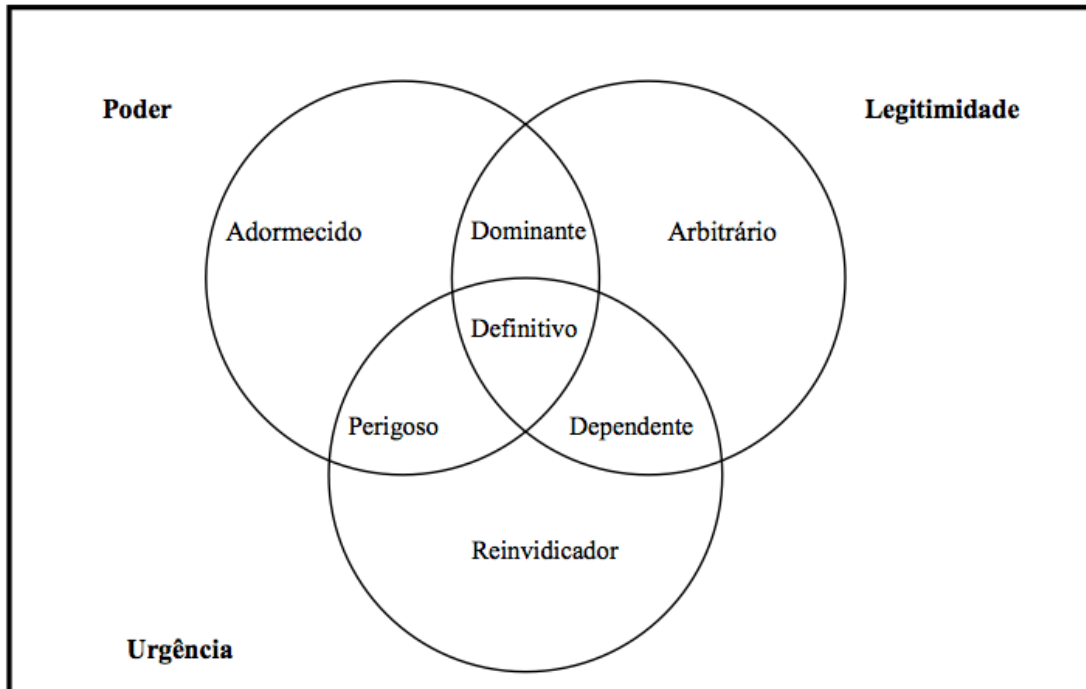 Poder
Legitimidade
Adormecido
Dominante
Arbitrário
Definitivo
Perigoso
Dependente
Reinvidicador
Urgência